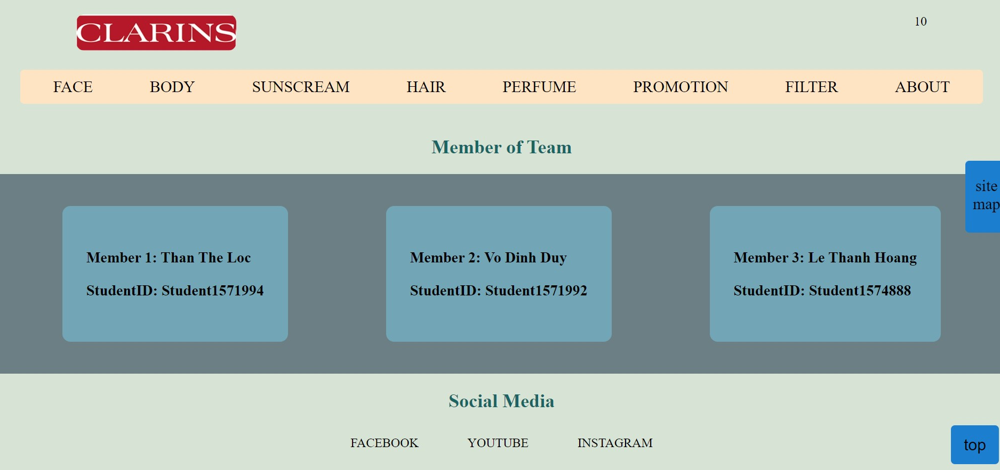 CLARINS
10
FACE BODY SUNSCREAM HAIR PERFUME PROMOTION FILTER ABOUT
Member of Team
site
map
Member 1: Than The Loc
StudentID: Student1571994
Member 2: Vo Dinh Duy
StudentID: Student1571992
Member 3: Le Thanh Hoang
StudentID: Student1574888
Social Media
FACEBOOK YOUTUBE INSTAGRAM
top